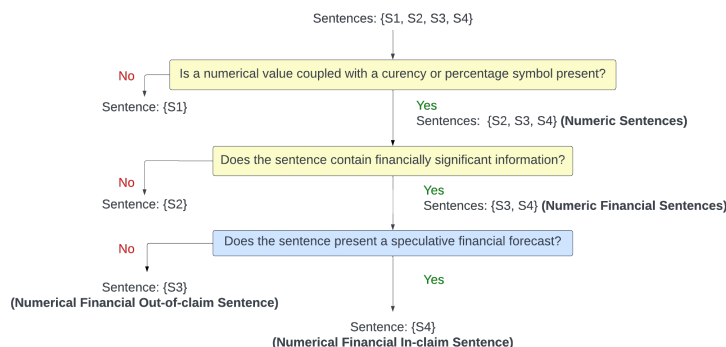 Sentences: {S1, S2, S3, S4}
Is a numerical value coupled with a curency or percentage symbol present?
No
Sentence: {S1}
Yes
Sentences: {S2, S3, S4} (Numeric Sentences)
Does the sentence contain financially significant information?
No
Sentence: {S2}
Yes
Sentences: {S3, S4} (Numeric Financial Sentences)
Does the sentence present a speculative financial forecast?
No
Sentence: {S3}
(Numerical Financial Out-of-claim Sentence)
Yes
Sentence: {S4}
(Numerical Financial In-claim Sentence)